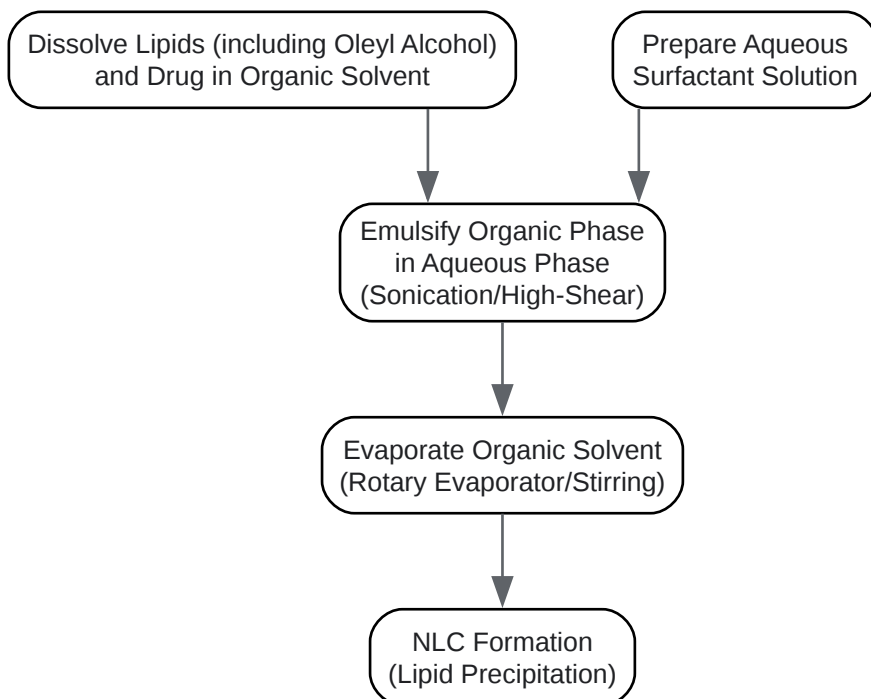 Dissolve Lipids (including Oleyl Alcohol)
and Drug in Organic Solvent
Prepare Aqueous
Surfactant Solution
Emulsify Organic Phase
in Aqueous Phase
(Sonication/High-Shear)
Evaporate Organic Solvent
(Rotary Evaporator/Stirring)
NLC Formation
(Lipid Precipitation)